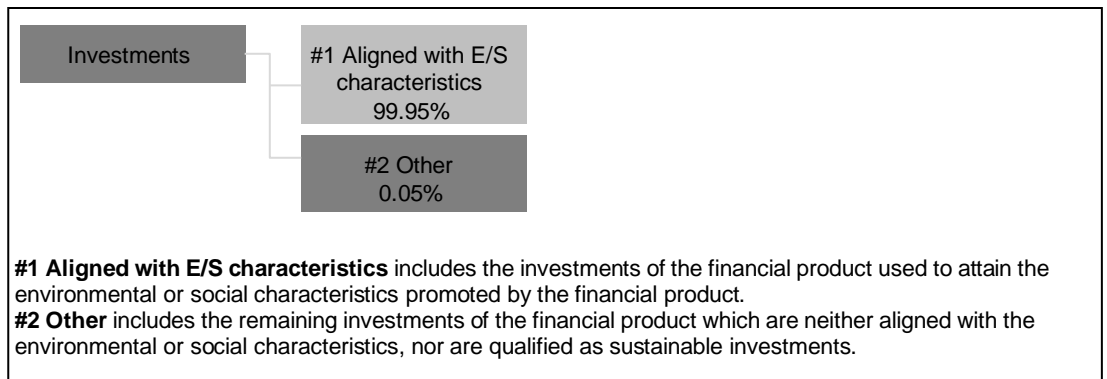 Investments
#1 Aligned with E/S
characteristics
99.95%
#2 Other
0.05%
#1 Aligned with E/S characteristics includes the investments of the financial product used to attain the
environmental or social characteristics promoted by the financial product.
#2 Other includes the remaining investments of the financial product which are neither aligned with the
environmental or social characteristics, nor are qualified as sustainable investments.